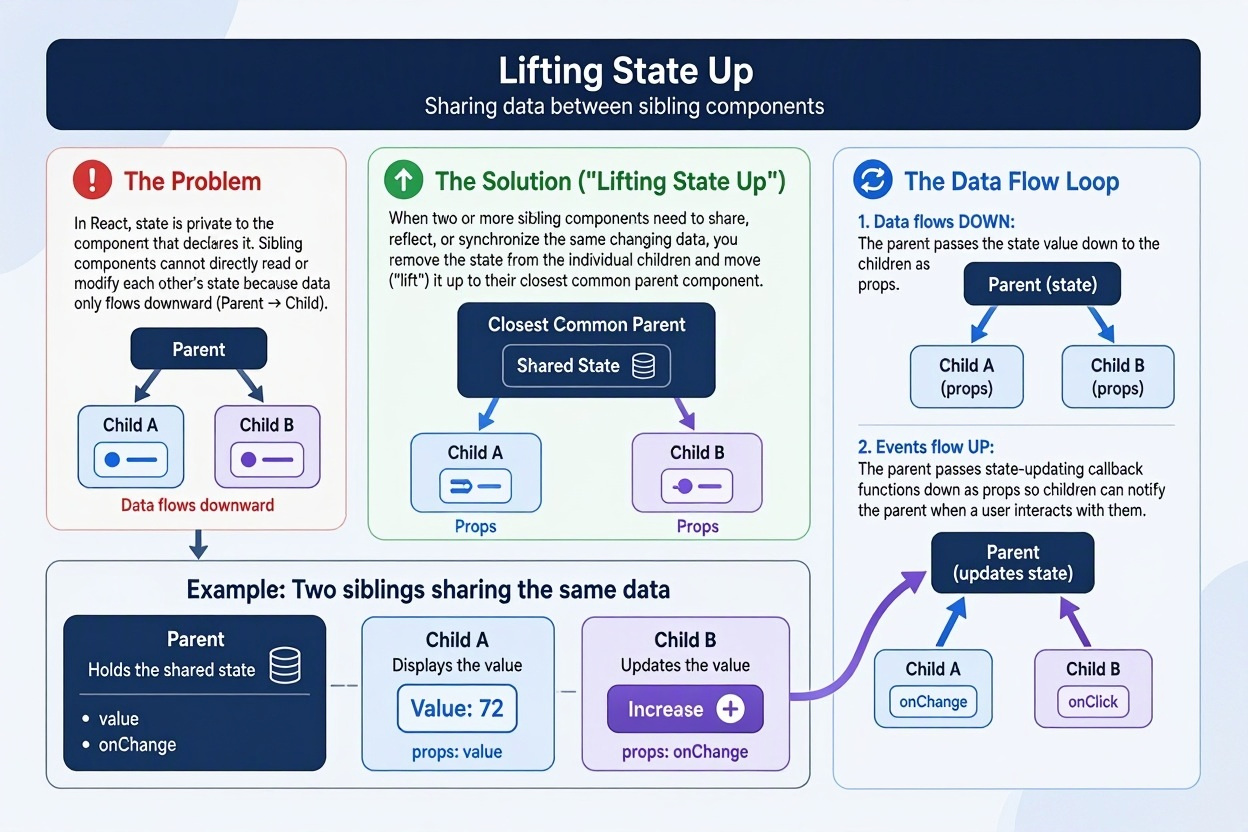 Lifting State Up
Sharing data between sibling components
The Problem
In React, state is private to the
component that declares it. Sibling
components cannot directly read or
modify each other's state because data
only flows downward (Parent → Child).
Parent
Child A
Child B
Data flows downward
The Solution ("Lifting State Up")
When two or more sibling components need to share,
reflect, or synchronize the same changing data, you
remove the state from the individual children and move
("lift") it up to their closest common parent component.
Closest Common Parent
Shared State
Child A
Child B
Props
Props
The Data Flow Loop
1. Data flows DOWN:
The parent passes the state value down to the
children as
props.
Parent (state)
Child A
(props)
Child B
(props)
2. Events flow UP:
The parent passes state-updating callback
functions down as props so children can notify
the parent when a user interacts with them.
Parent
(updates state)
Child A
onChange
Child B
onClick
Example: Two siblings sharing the same data
Parent
Holds the shared state
• value
• onChange
Child A
Displays the value
Value: 72
props: value
Child B
Updates the value
Increase +
props: onChange